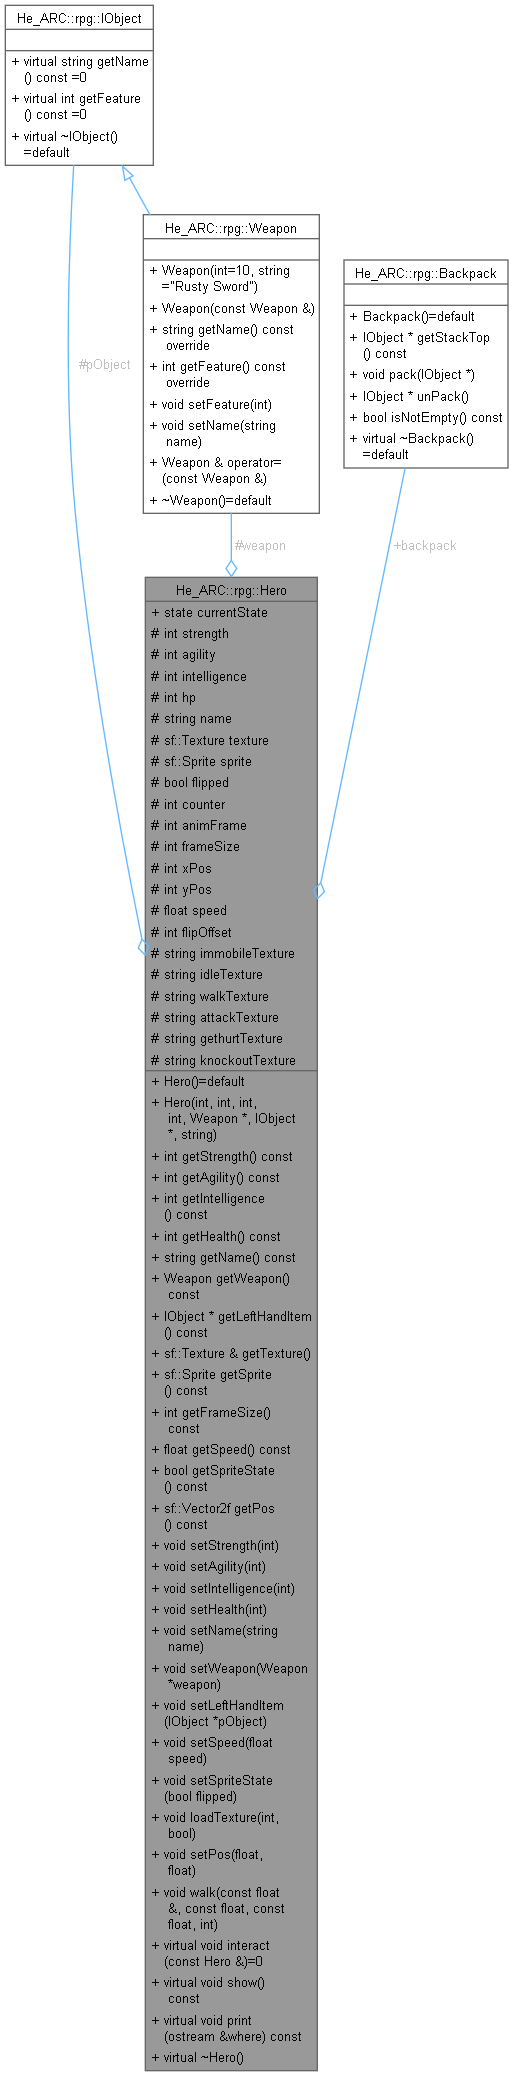 He_ARC::rpg::IObject
+ virtual string getName
() const =0
+ virtual int getFeature
() const =0
+ virtual ~IObject()
=default
#pObject
He_ARC::rpg::Weapon
+ Weapon(int=10, string
="Rusty Sword")
+ Weapon(const Weapon &)
+ string getName() const
override
+ int getFeature() const
override
+ void setFeature(int)
+ void setName(string
name)
+ Weapon & operator=
(const Weapon &)
+ ~Weapon()=default
He_ARC::rpg::Backpack
+ Backpack()=default
+ IObject * getStackTop
() const
+ void pack(IObject *)
+ IObject * unPack()
+ bool isNotEmpty() const
+ virtual ~Backpack()
=default
#weapon
+backpack
He_ARC::rpg::Hero
+ state currentState
# int strength
# int agility
# int intelligence
# int hp
# string name
# sf::Texture texture
# sf::Sprite sprite
# bool flipped
# int counter
# int animFrame
# int frameSize
# int xPos
# int yPos
# float speed
# int flipOffset
# string immobileTexture
# string idleTexture
# string walkTexture
# string attackTexture
# string gethurtTexture
# string knockoutTexture
+ Hero()=default
+ Hero(int, int, int,
int, Weapon *, IObject
*, string)
+ int getStrength() const
+ int getAgility() const
+ int getIntelligence
() const
+ int getHealth() const
+ string getName() const
+ Weapon getWeapon()
const
+ IObject * getLeftHandItem
() const
+ sf::Texture & getTexture()
+ sf::Sprite getSprite
() const
+ int getFrameSize()
const
+ float getSpeed() const
+ bool getSpriteState
() const
+ sf::Vector2f getPos
() const
+ void setStrength(int)
+ void setAgility(int)
+ void setIntelligence(int)
+ void setHealth(int)
+ void setName(string
name)
+ void setWeapon(Weapon
*weapon)
+ void setLeftHandItem
(IObject *pObject)
+ void setSpeed(float
speed)
+ void setSpriteState
(bool flipped)
+ void loadTexture(int,
bool)
+ void setPos(float,
float)
+ void walk(const float
&, const float, const
float, int)
+ virtual void interact
(const Hero &)=0
+ virtual void show()
const
+ virtual void print
(ostream &where) const
+ virtual ~Hero()